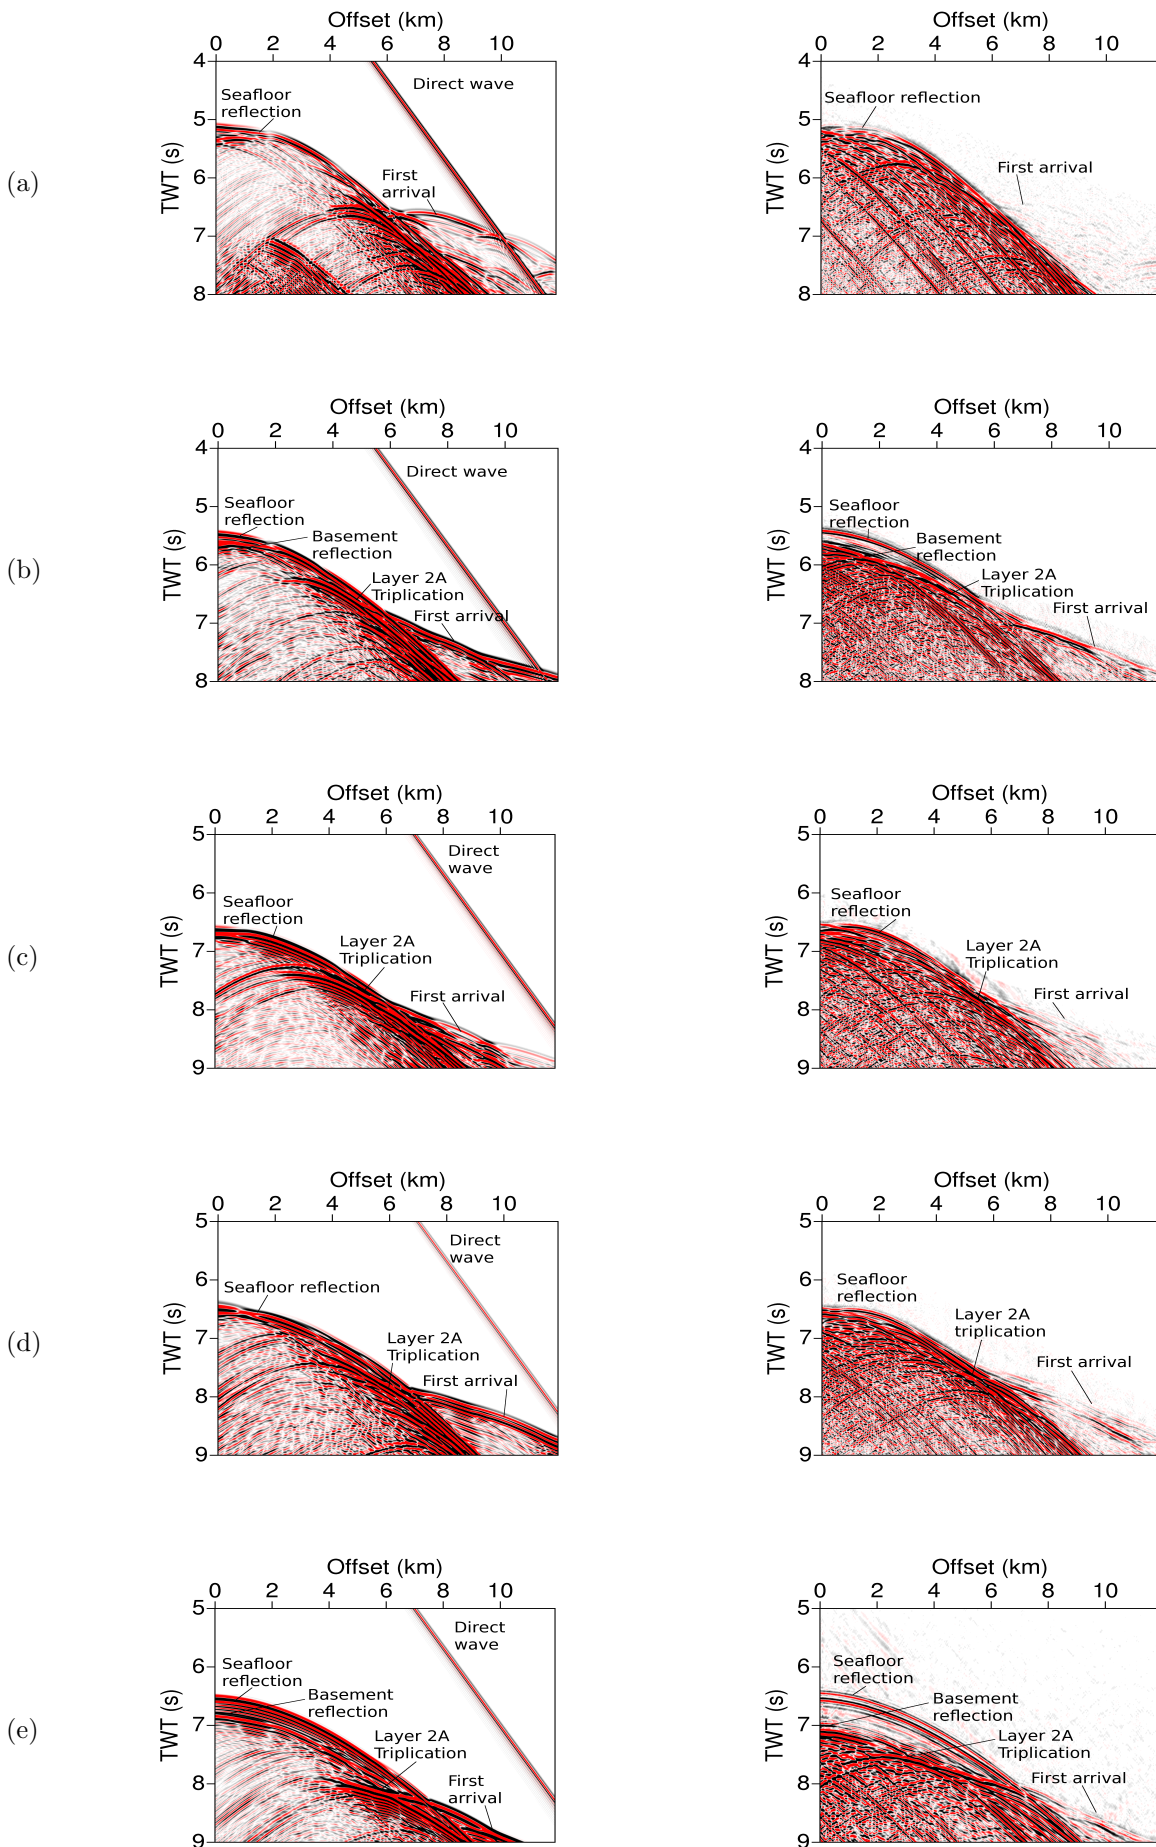 Offset (km)
0 2 4 6 8 10
4
5
6
7
8
TWT (s)
Seafloor
reflection
Direct wave
First
arrival
(a)
Offset (km)
0 2 4 6 8 10
4
5
6
7
8
TWT (s)
Seafloor reflection
First arrival
Offset (km)
0 2 4 6 8 10
4
5
6
7
8
TWT (s)
Direct wave
Seafloor
reflection
Basement
reflection
Layer 2A
Triplication
First arrival
(b)
Offset (km)
0 2 4 6 8 10
4
5
6
7
8
TWT (s)
Seafloor
reflection
Basement
reflection
Layer 2A
Triplication
First arrival
Offset (km)
0 2 4 6 8 10
5
6
7
8
9
TWT (s)
Direct
wave
Seafloor
reflection
Layer 2A
Triplication
First arrival
(c)
Offset (km)
0 2 4 6 8 10
5
6
7
8
9
TWT (s)
Seafloor
reflection
Layer 2A
Triplication
First arrival
Offset (km)
0 2 4 6 8 10
5
6
7
8
9
TWT (s)
Direct
wave
Seafloor reflection
Layer 2A
Triplication
First arrival
(d)
Offset (km)
0 2 4 6 8 10
5
6
7
8
9
TWT (s)
Seafloor
reflection
Layer 2A
triplication
First arrival
Offset (km)
0 2 4 6 8 10
5
6
7
8
9
TWT (s)
Direct
wave
Seafloor
reflection
Basement
reflection
Layer 2A
Triplication
First
arrival
(e)
Offset (km)
0 2 4 6 8 10
5
6
7
8
9
TWT (s)
Seafloor
reflection
Basement
reflection
Layer 2A
Triplication
First arrival